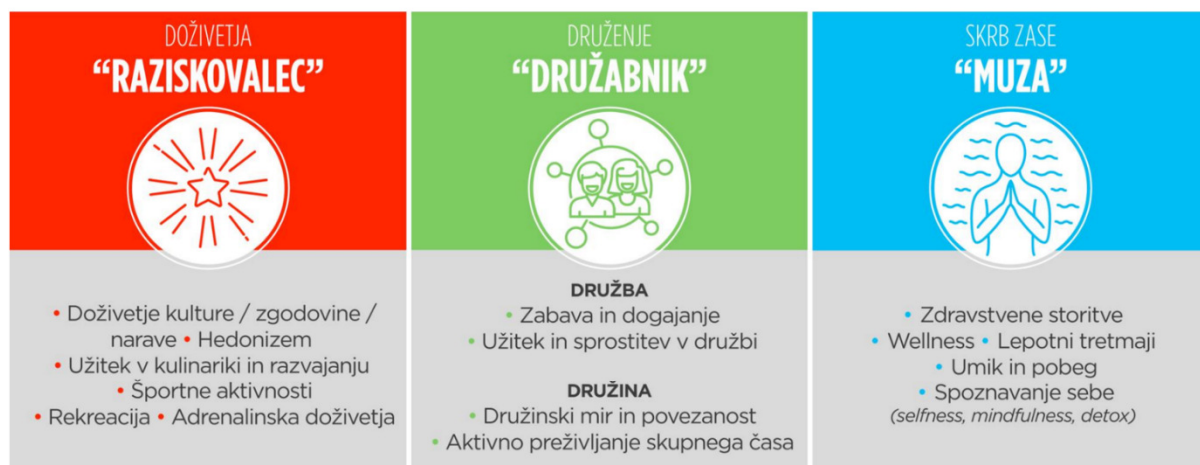 DOŽIVETJA
“RAZISKOVALEC”
• Doživetje kulture / zgodovine /
narave • Hedonizem
• Užitek v kulinariki in razvajanju
• Športne aktivnosti
• Rekreacija • Adrenalinska doživetja
DRUŽENJE
“DRUŽABNIK”
DRUŽBA
• Zabava in dogajanje
• Užitek in sprostitev v družbi
DRUŽINA
• Družinski mir in povezanost
• Aktivno preživljanje skupnega časa
SKRB ZASE
“MUZA”
• Zdravstvene storitve
• Wellness • Lepotni tretmaji
• Umik in pobeg
• Spoznavanje sebe
(selfness, mindfulness, detox)